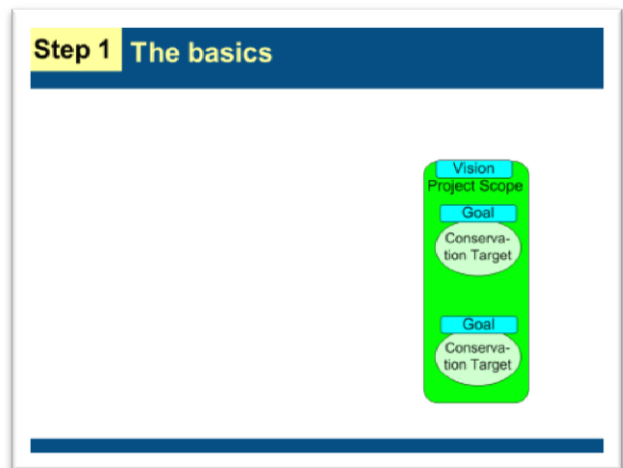 Step 1 The basics
Vision
Project Scope
Goal
Conserva-
tion Target
Goal
Conserva-
tion Target